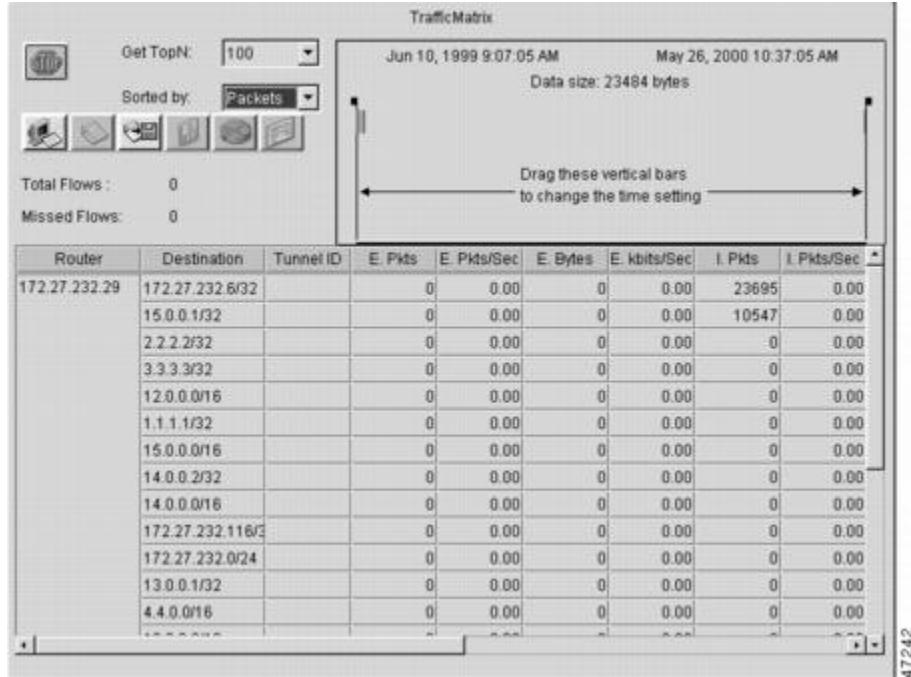 TrafficMatrix
Get TopN: 100
Sorted by: Packets
Total Flows : 0
Missed Flows: 0
Jun 10, 1999 9:07:05 AM May 26, 2000 10:37:05 AM
Data size: 23484 bytes
Drag these vertical bars
to change the time setting
Router Destination Tunnel ID E. Pkts E. Pkts/Sec E. Bytes E. kbits/Sec I. Pkts I. Pkts/Sec
172.27.232.29 172.27.232.6/32 0 0.00 0 0.00 23695 0.00
15.0.0.1/32 0 0.00 0 0.00 10547 0.00
2.2.2.2/32 0 0.00 0 0.00 0 0.00
3.3.3.3/32 0 0.00 0 0.00 0 0.00
12.0.0.0/16 0 0.00 0 0.00 0 0.00
1.1.1.1/32 0 0.00 0 0.00 0 0.00
15.0.0.0/16 0 0.00 0 0.00 0 0.00
14.0.0.2/32 0 0.00 0 0.00 0 0.00
14.0.0.0/16 0 0.00 0 0.00 0 0.00
172.27.232.116/3 0 0.00 0 0.00 0 0.00
172.27.232.0/24 0 0.00 0 0.00 0 0.00
13.0.0.1/32 0 0.00 0 0.00 0 0.00
4.4.0.0/16 0 0.00 0 0.00 0 0.00
47242